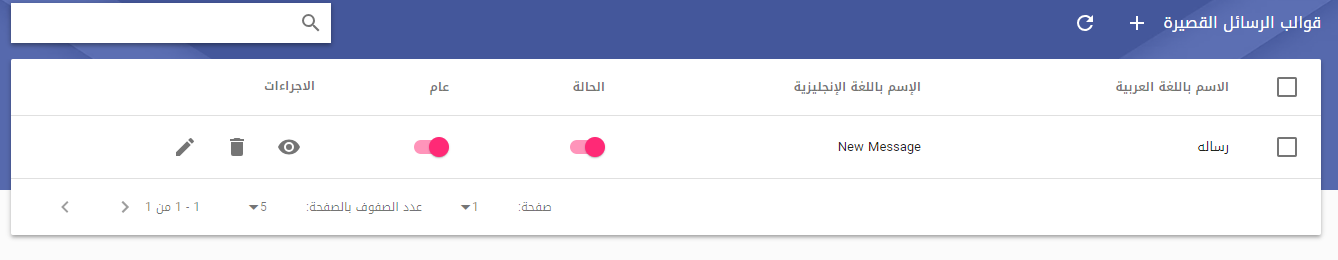 قوالب الرسائل القصيرة
الاسم باللغة العربية الإسم باللغة الإنجليزية الحالة عام الاجراءات
رساله New Message
صفحة: 1 عدد الصفوف بالصفحة: 5 1 - 1 من 1